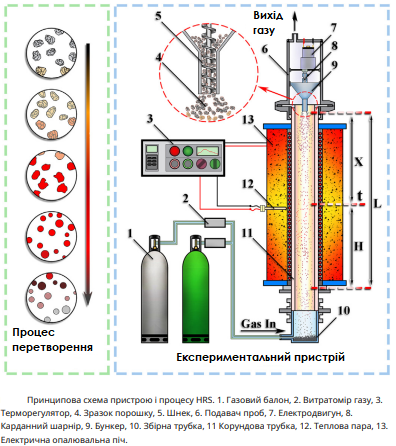 Вихід
газу
5
7
6
8
9
4
3
13
X
12
t
L
2
1
11
H
Gas In
10
Процес
перетворення
Експериментальний пристрій
Принципова схема пристрою і процесу HRS. 1. Газовий балон, 2. Витратомір газу, 3.
Терморегулятор, 4. Зразок порошку, 5. Шнек, 6. Подавач проб, 7. Електродвигун, 8.
Карданний шарнір, 9. Бункер, 10. Збірна трубка, 11 Корундова трубка, 12. Теплова пара, 13.
Електрична опалювальна піч.